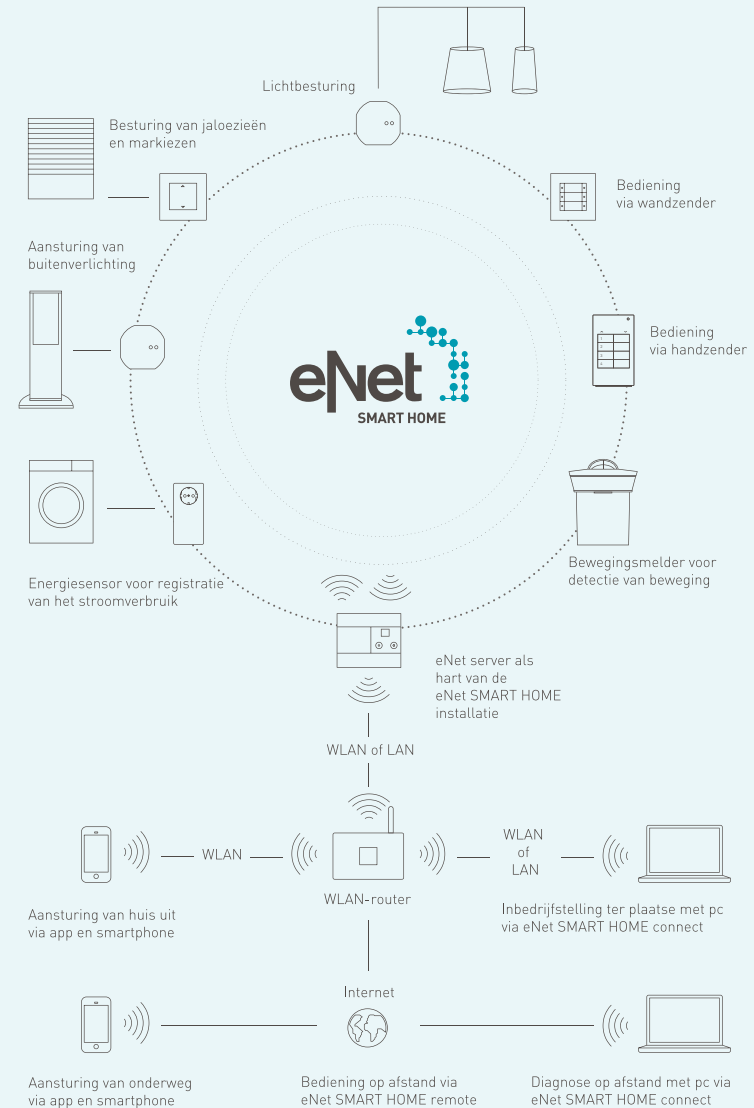 Lichtbesturing
Besturing van jaloezieën
en markiezen
Bediening
via wandzender
Aansturing van
buitenverlichting
Bediening
via handzender
eNet
SMART HOME
Energiesensor voor registratie
van het stroomverbruik
Bewegingsmelder voor
detectie van beweging
eNet server als
hart van de
eNet SMART HOME
installatie
WLAN of LAN
WLAN
WLAN
of
LAN
WLAN-router
Aansturing van huis uit
via app en smartphone
Inbedrijfstelling ter plaatse met pc
via eNet SMART HOME connect
Internet
Aansturing van onderweg
via app en smartphone
Bediening op afstand via
eNet SMART HOME remote
Diagnose op afstand met pc via
eNet SMART HOME connect